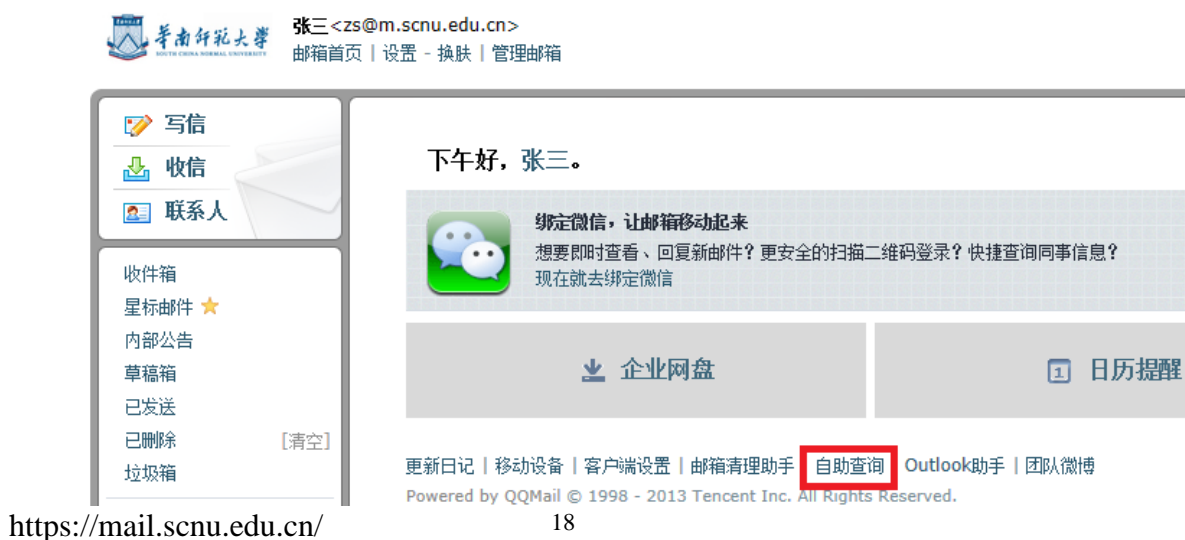 華南师范大學
SOUTH CHINA NORMAL UNIVERSITY
张三<zs@m.scnu.edu.cn>
邮箱首页 | 设置 - 换肤 | 管理邮箱
写信
收信
联系人
下午好，张三。
绑定微信，让邮箱移动起来
想要即时查看、回复新邮件？更安全的扫描二维码登录？快捷查询同事信息？
现在就去绑定微信
收件箱
星标邮件
内部公告
草稿箱
已发送
已删除 [清空]
垃圾箱
企业网盘
1 日历提醒
更新日记 | 移动设备 | 客户端设置 | 邮箱清理助手 自助查询 Outlook助手 | 团队微博
Powered by QQMail © 1998 - 2013 Tencent Inc. All Rights Reserved.
https://mail.scnu.edu.cn/
18